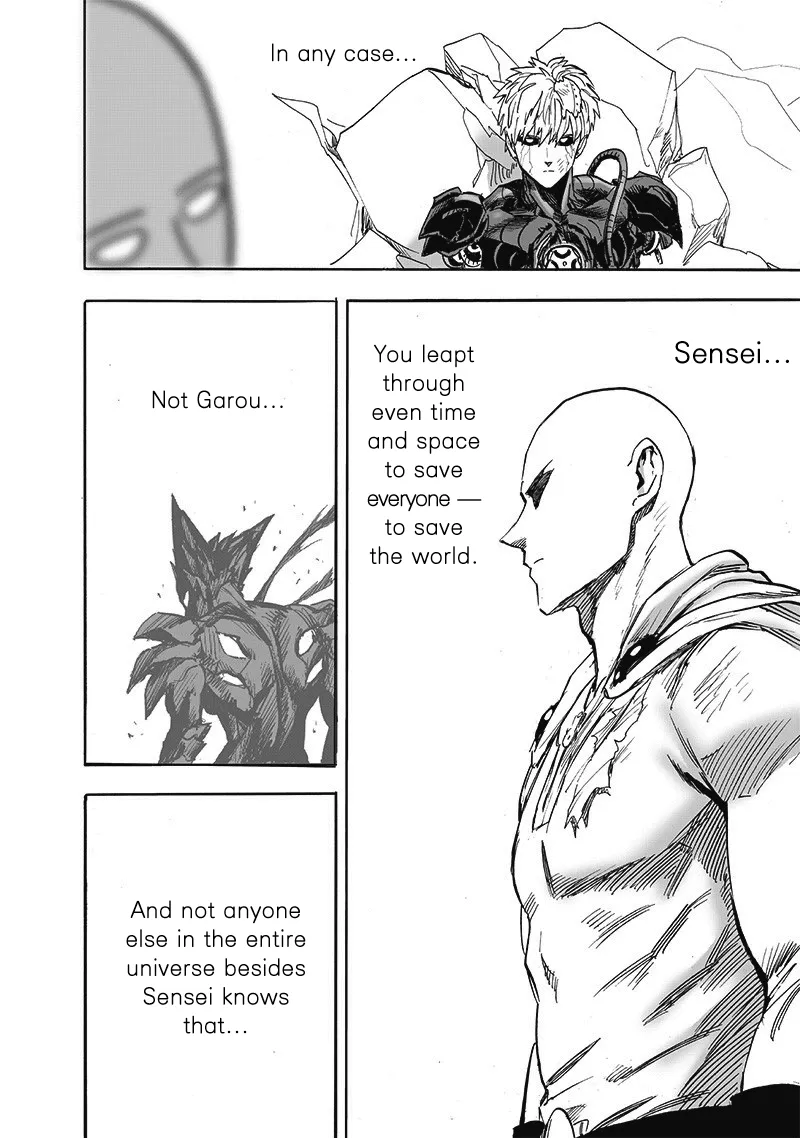 In any case...
Sensei...
You leapt
through
even time
and space
to save
everyone —
to save
the world.
Not Garou...
And not anyone
else in the entire
universe besides
Sensei knows
that...